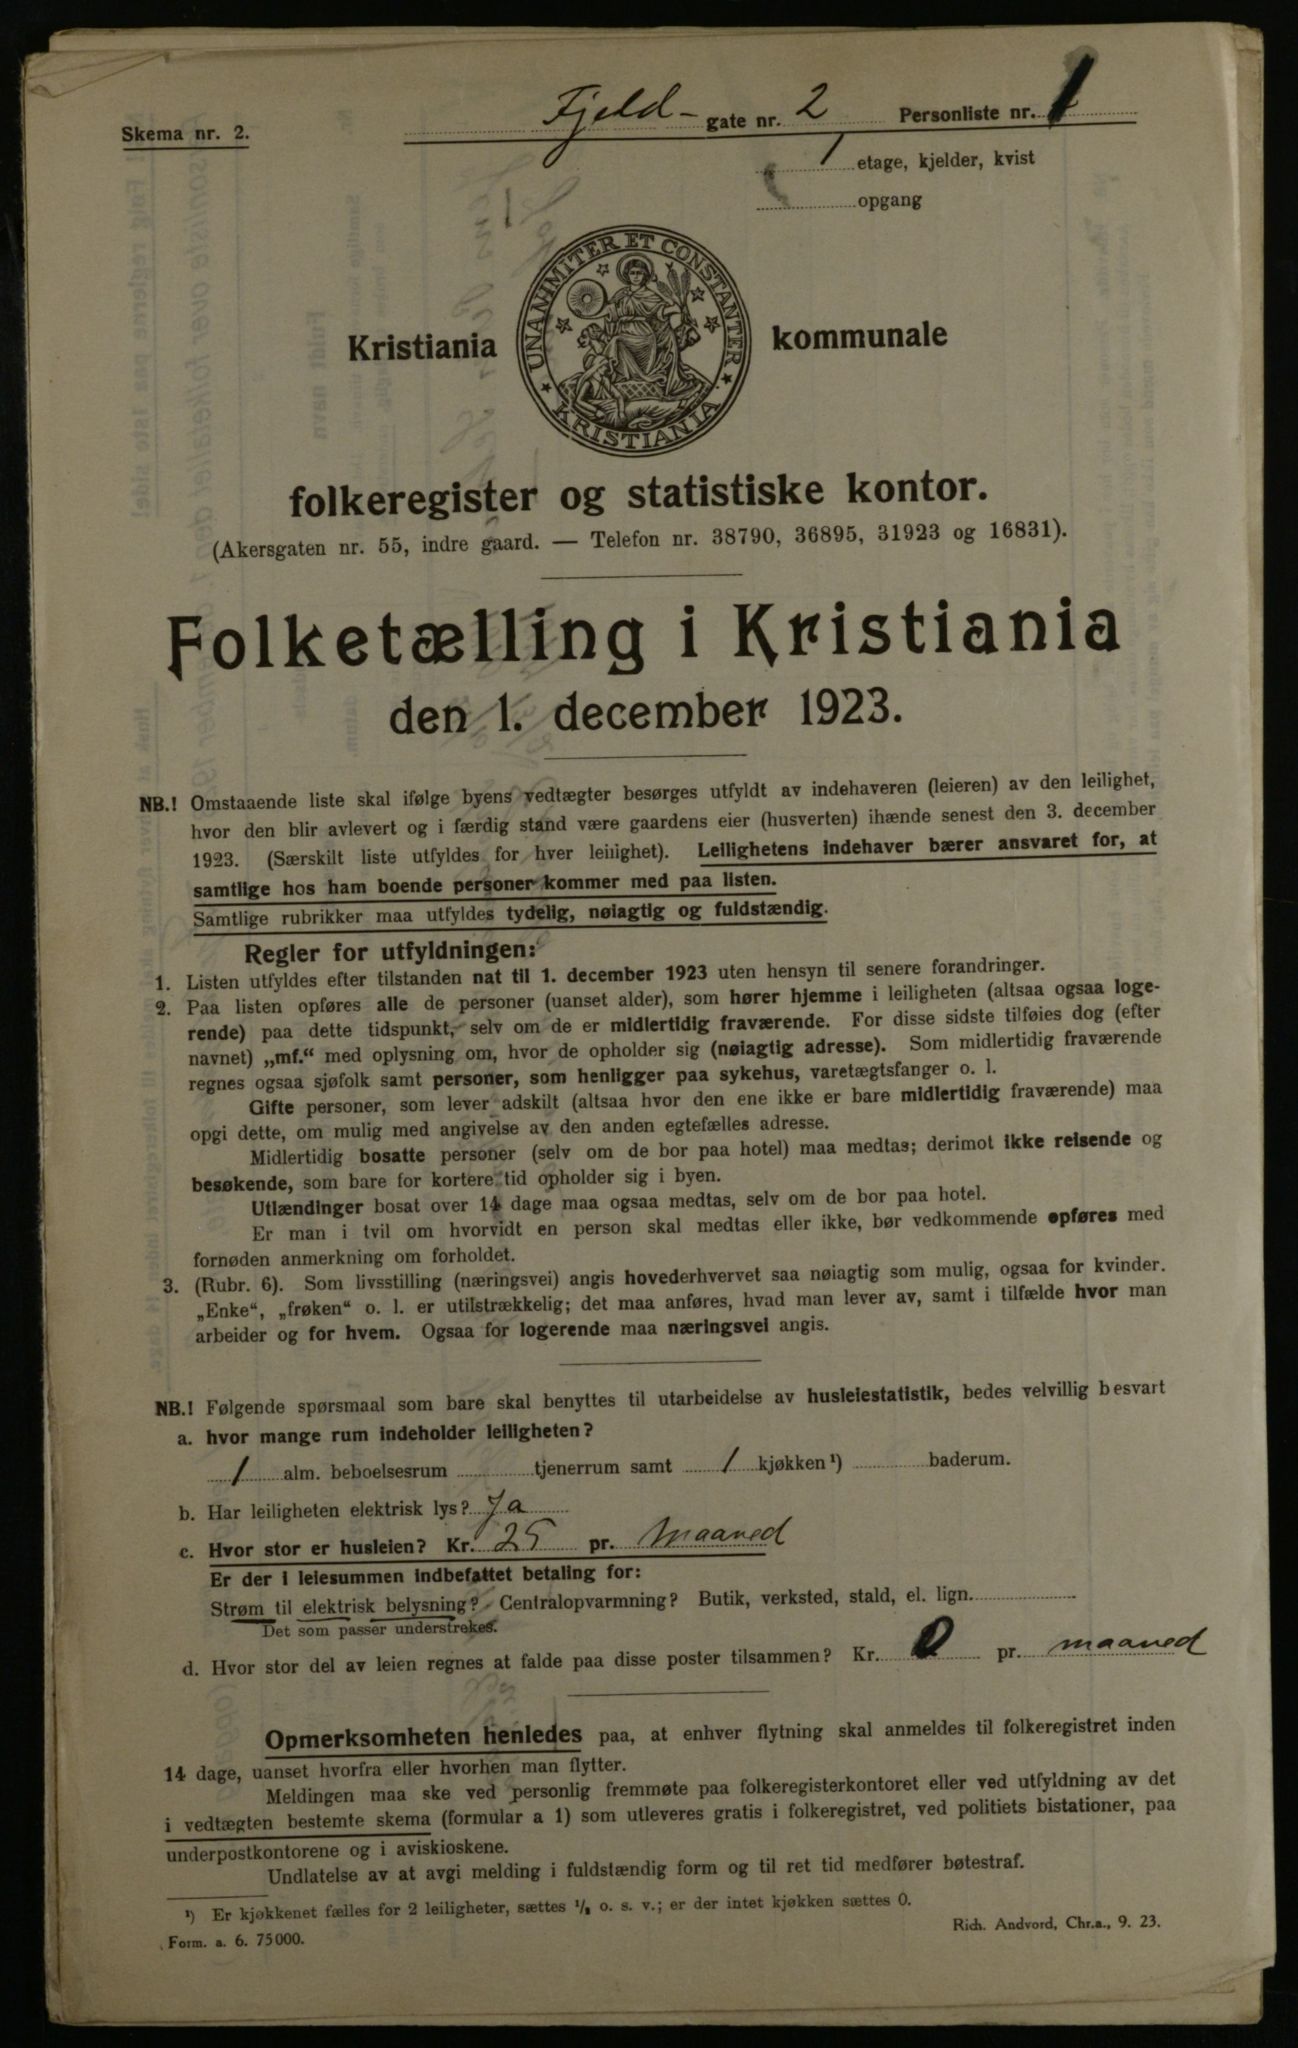 Skema nr. 2.
Fjeld- gate nr. 2 Personliste nr. 1
1 etage, kjelder, kvist
opgang
UNANIMITER ET CONSTANTER
KRISTIANIA
Kristiania kommunale
folkeregister og statistiske kontor.
(Akersgaten nr. 55, indre gaard. — Telefon nr. 38790, 36895, 31923 og 16831).
Folketælling i Kristiania
den 1. december 1923.
NB.! Omstaaende liste skal ifølge byens vedtægter besørges utfyldt av indehaveren (leieren) av den leilighet,
hvor den blir avlevert og i færdig stand være gaardens eier (husverten) ihænde senest den 3. december
1923. (Særskilt liste utfyldes for hver leilighet). Leilighetens indehaver bærer ansvaret for, at
samtlige hos ham boende personer kommer med paa listen.
Samtlige rubrikker maa utfyldes tydelig, nøiagtig og fuldstændig.
Regler for utfyldningen:
1. Listen utfyldes efter tilstanden nat til 1. december 1923 uten hensyn til senere forandringer.
2. Paa listen opføres alle de personer (uanset alder), som hører hjemme i leiligheten (altsaa ogsaa loge-
rende) paa dette tidspunkt, selv om de er midlertidig fraværende. For disse sidste tilføies dog (efter
navnet) „mf.“ med oplysning om, hvor de opholder sig (nøiagtig adresse). Som midlertidig fraværende
regnes ogsaa sjøfolk samt personer, som henligger paa sykehus, varetægtsfanger o. l.
Gifte personer, som lever adskilt (altsaa hvor den ene ikke er bare midlertidig fraværende) maa
opgi dette, om mulig med angivelse av den anden egtefælles adresse.
Midlertidig bosatte personer (selv om de bor paa hotel) maa medtas; derimot ikke reisende og
besøkende, som bare for kortere tid opholder sig i byen.
Utlændinger bosat over 14 dage maa ogsaa medtas, selv om de bor paa hotel.
Er man i tvil om hvorvidt en person skal medtas eller ikke, bør vedkommende opføres med
fornøden anmerkning om forholdet.
3. (Rubr. 6). Som livsstilling (næringsvei) angis hovederhvervet saa nøiagtig som mulig, ogsaa for kvinder.
„Enke“, „frøken“ o. l. er utilstrækkelig; det maa anføres, hvad man lever av, samt i tilfælde hvor man
arbeider og for hvem. Ogsaa for logerende maa næringsvei angis.
NB.! Følgende spørsmaal som bare skal benyttes til utarbeidelse av husleiestatistik, bedes velvillig besvart
a. hvor mange rum indeholder leiligheten?
1 alm. beboelsesrum tjenerrum samt 1 kjøkken ¹) baderum.
b. Har leiligheten elektrisk lys? Ja
c. Hvor stor er husleien? Kr. 25 pr. Maaned
Er der i leiesummen indbefattet betaling for:
Strøm til elektrisk belysning? Centralopvarmning? Butik, verksted, stald, el. lign.
Det som passer understrekes.
d. Hvor stor del av leien regnes at falde paa disse poster tilsammen? Kr. 0 pr. maaned
Opmerksomheten henledes paa, at enhver flytning skal anmeldes til folkeregistret inden
14 dage, uanset hvorfra eller hvorhen man flytter.
Meldingen maa ske ved personlig fremmøte paa folkeregisterkontoret eller ved utfyldning av det
i vedtægten bestemte skema (formular a 1) som utleveres gratis i folkeregistret, ved politiets bistationer, paa
underpostkontorene og i aviskioskene.
Undlatelse av at avgi melding i fuldstændig form og til ret tid medfører bøtestraf.
¹) Er kjøkkenet fælles for 2 leiligheter, sættes ½ o. s. v.; er der intet kjøkken sættes 0.
Form. a. 6. 75000. Rich. Andvord, Chr.a., 9. 23.